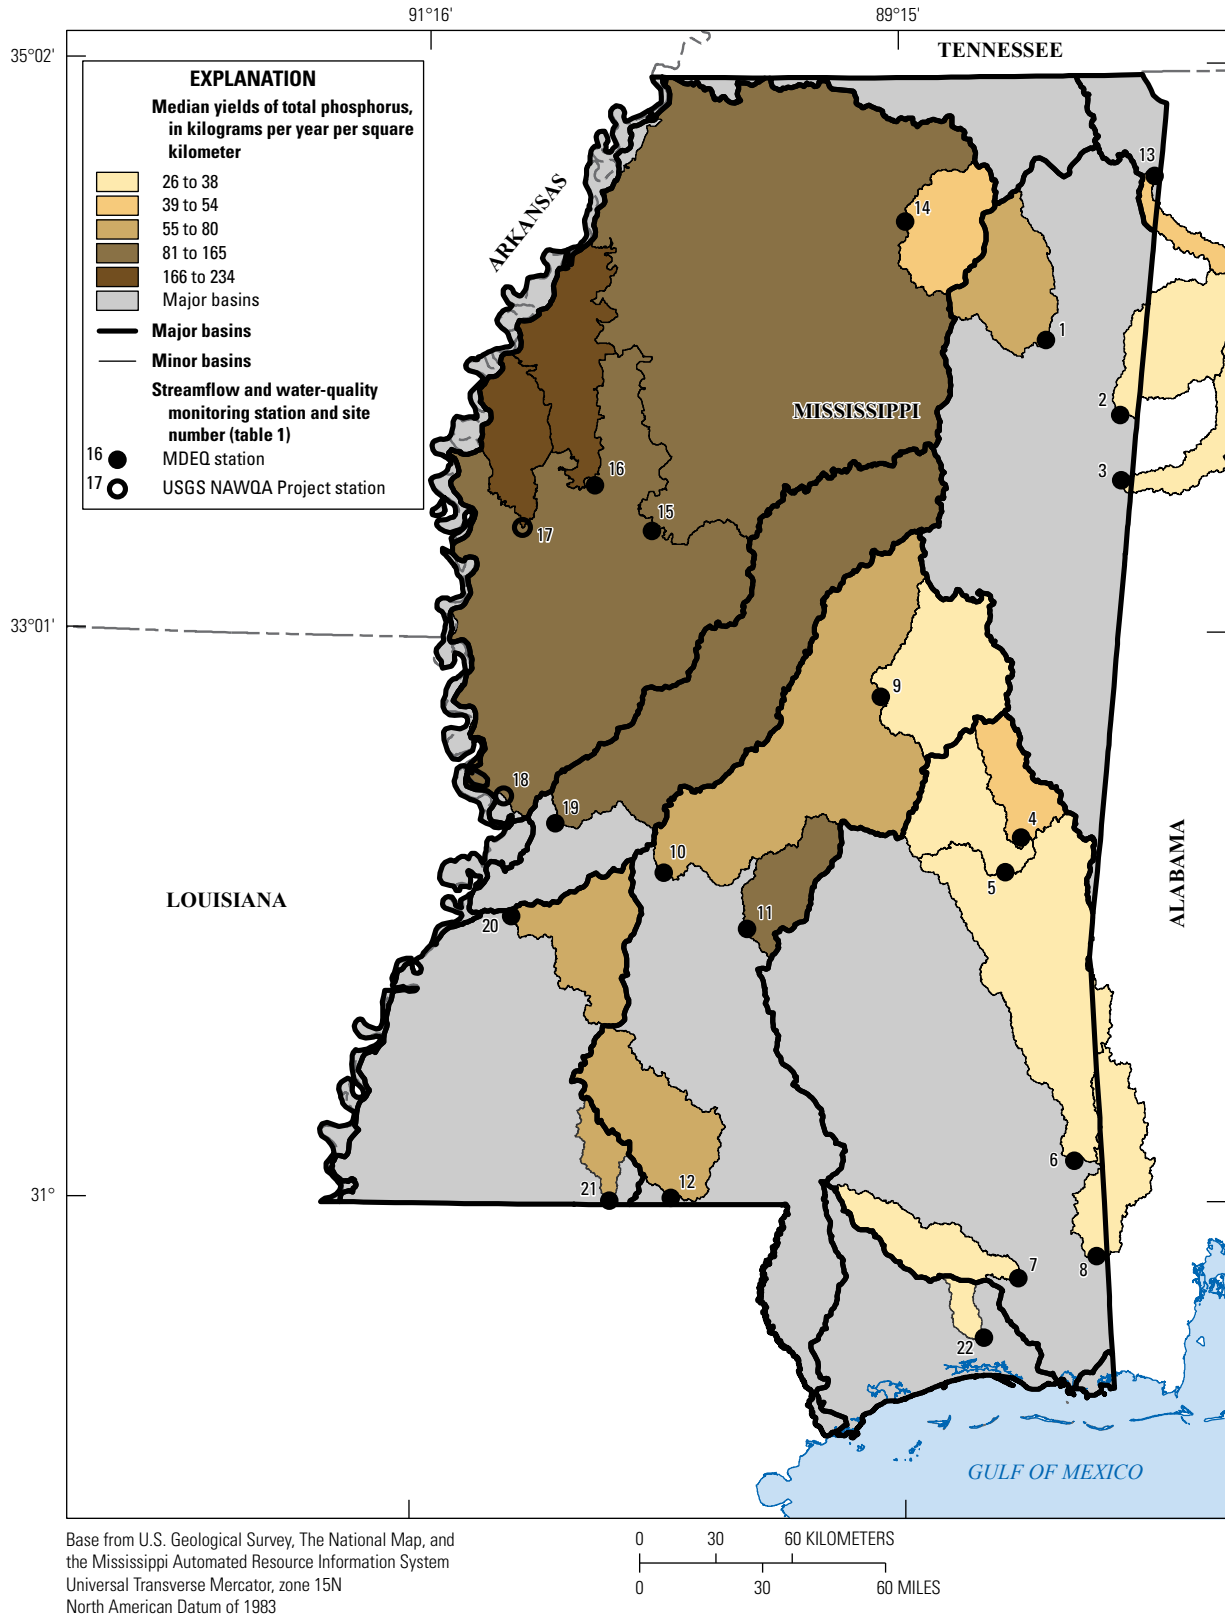 91°16'
89°15'
35°02'
TENNESSEE
EXPLANATION
Median yields of total phosphorus,
in kilograms per year per square
kilometer
26 to 38
39 to 54
55 to 80
81 to 165
166 to 234
Major basins
Major basins
Minor basins
Streamflow and water-quality
monitoring station and site
number (table 1)
16
MDEQ station
17
USGS NAWQA Project station
ARKANSAS
13
14
1
MISSISSIPPI
2
3
16
15
17
33°01'
9
18
19
4
10
5
ALABAMA
LOUISIANA
11
20
6
31°
21
12
7
8
22
GULF OF MEXICO
Base from U.S. Geological Survey, The National Map, and
the Mississippi Automated Resource Information System
Universal Transverse Mercator, zone 15N
North American Datum of 1983
0 30 60 KILOMETERS
0 30 60 MILES